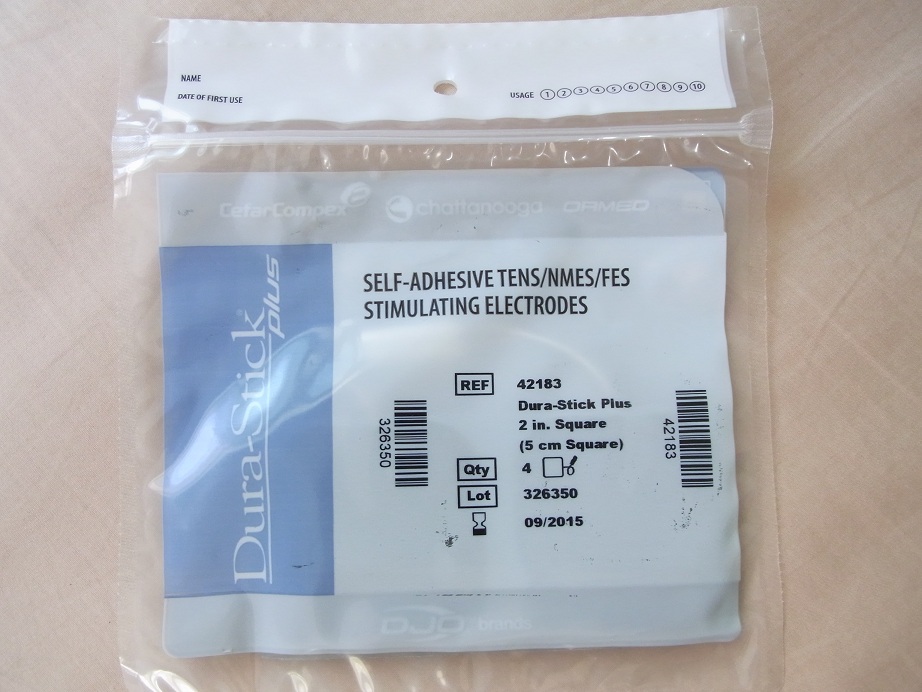 NAME
DATE OF FIRST USE
USAGE 1 2 3 4 5 6 7 8 9 10
CefarCompex chattanooga ORMED
Dura-Stick® plus
SELF-ADHESIVE TENS/NMES/FES
STIMULATING ELECTRODES
REF 42183
Dura-Stick Plus
2 in. Square
(5 cm Square)
Qty 4
Lot 326350
09/2015
326350
42183
DJO brands